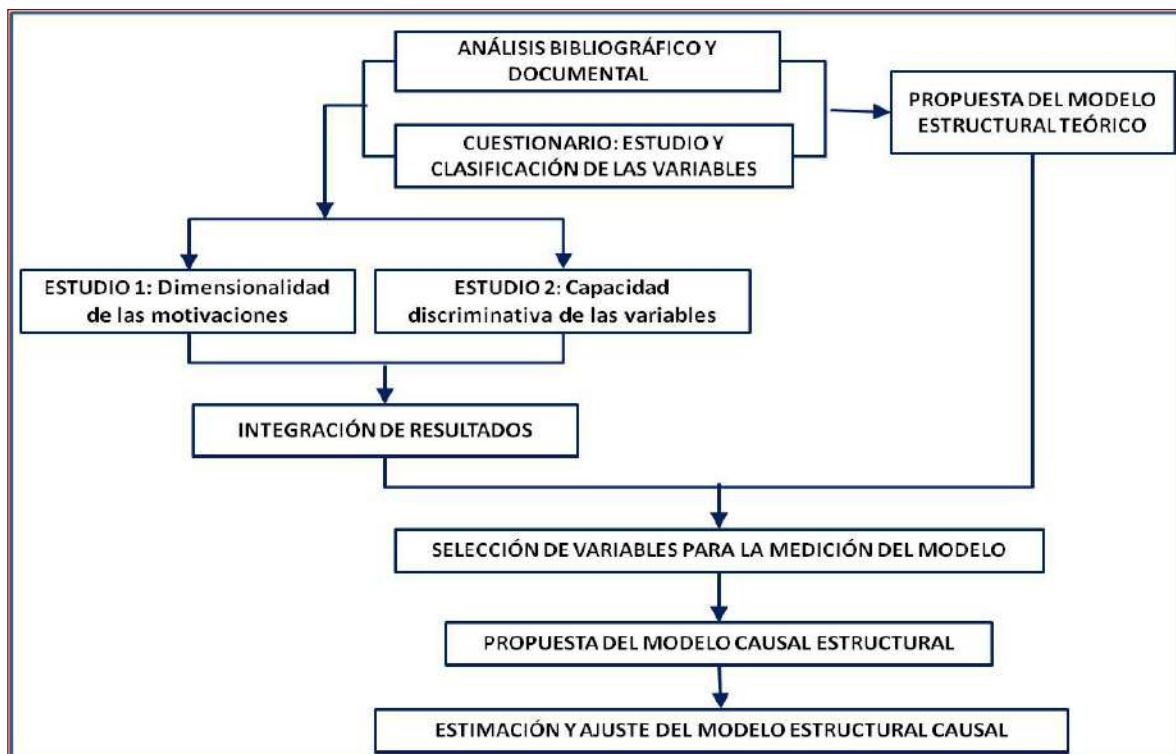 ANÁLISIS BIBLIOGRÁFICO Y
DOCUMENTAL
PROPUESTA DEL MODELO
ESTRUCTURAL TEÓRICO
CUESTIONARIO: ESTUDIO Y
CLASIFICACIÓN DE LAS VARIABLES
ESTUDIO 1: Dimensionalidad
de las motivaciones
ESTUDIO 2: Capacidad
discriminativa de las variables
INTEGRACIÓN DE RESULTADOS
SELECCIÓN DE VARIABLES PARA LA MEDICIÓN DEL MODELO
PROPUESTA DEL MODELO CAUSAL ESTRUCTURAL
ESTIMACIÓN Y AJUSTE DEL MODELO ESTRUCTURAL CAUSAL